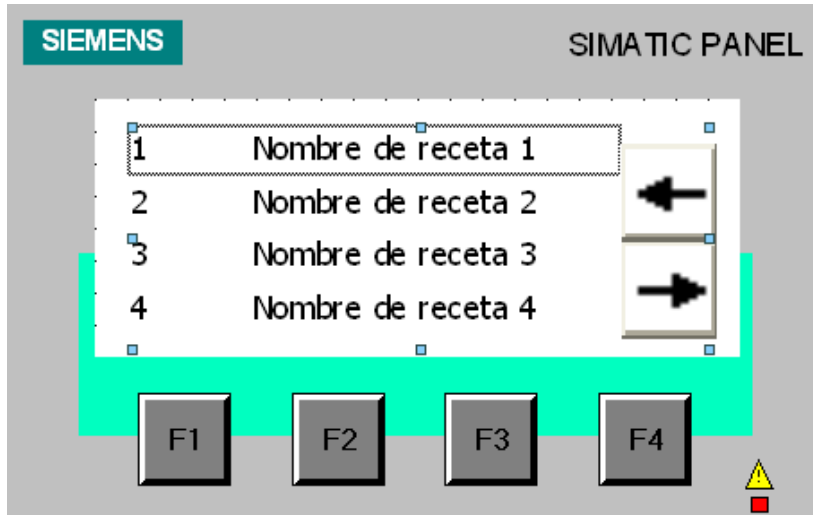 SIEMENS
SIMATIC PANEL
1 Nombre de receta 1
2 Nombre de receta 2
3 Nombre de receta 3
4 Nombre de receta 4
F1 F2 F3 F4